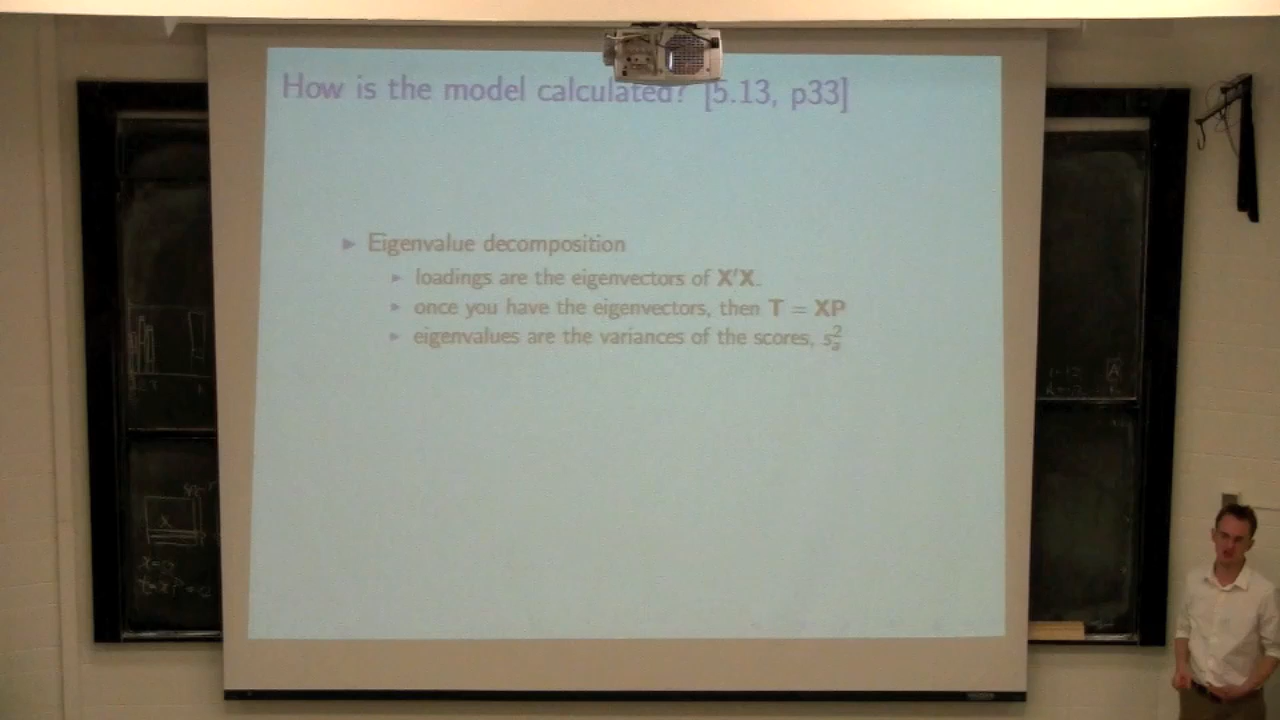 How is the model calculated? [5.13, p33]
▶ Eigenvalue decomposition
▶ loadings are the eigenvectors of X′X.
▶ once you have the eigenvectors, then T = XP
▶ eigenvalues are the variances of the scores, s²ₐ
X